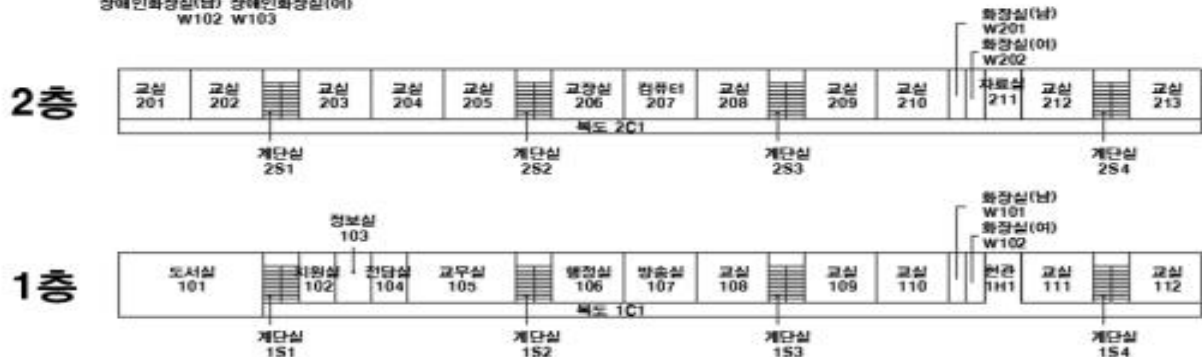 장애인화장실(남) 장애인화장실(여)
W102 W103
화장실(남)
W201
화장실(여)
W202
2층
교실 201
교실 202
교실 203
교실 204
교실 205
교장실 206
컴퓨터 207
교실 208
교실 209
교실 210
자료실 211
교실 212
교실 213
복도 2C1
계단실 2S1
계단실 2S2
계단실 2S3
계단실 2S4
화장실(남)
W101
화장실(여)
W102
정보실
103
1층
도서실 101
지원실 102
전담실 104
교무실 105
행정실 106
방송실 107
교실 108
교실 109
교실 110
현관 1H1
교실 111
교실 112
복도 1C1
계단실 1S1
계단실 1S2
계단실 1S3
계단실 1S4